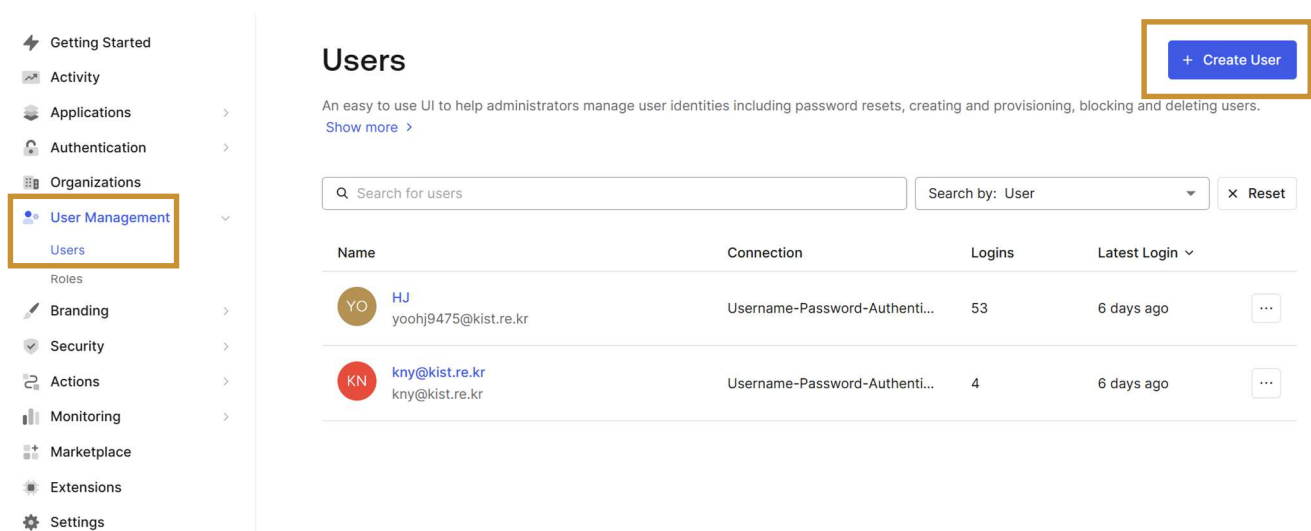 Getting Started
Activity
Applications
Authentication
Organizations
User Management
Users
Roles
Branding
Security
Actions
Monitoring
Marketplace
Extensions
Settings
Users
+ Create User
An easy to use UI to help administrators manage user identities including password resets, creating and provisioning, blocking and deleting users.
Show more >
Search for users
Search by: User
× Reset
Name Connection Logins Latest Login
YO HJ
yoohj9475@kist.re.kr Username-Password-Authenti... 53 6 days ago ...
KN kny@kist.re.kr
kny@kist.re.kr Username-Password-Authenti... 4 6 days ago ...